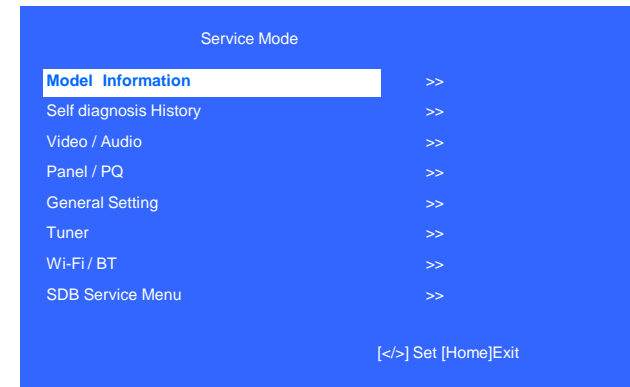 Service Mode
Model Information >>
Self diagnosis History >>
Video / Audio >>
Panel / PQ >>
General Setting >>
Tuner >>
Wi-Fi / BT >>
SDB Service Menu >>
[</>] Set [Home]Exit